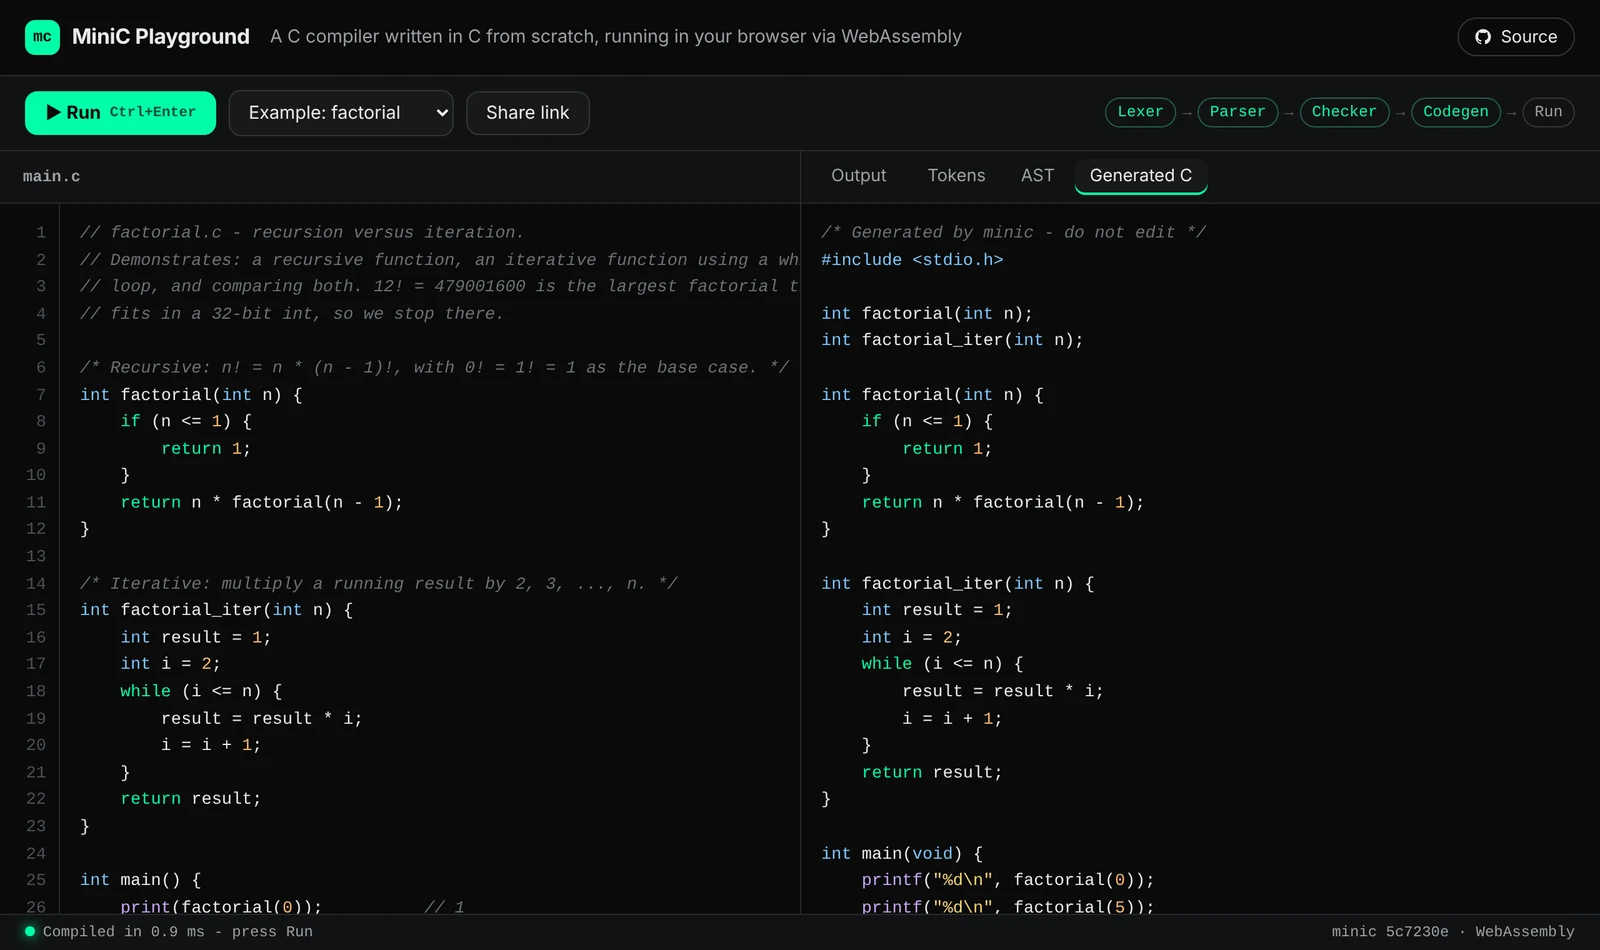 mc MiniC Playground A C compiler written in C from scratch, running in your browser via WebAssembly Source
Run Ctrl+Enter Example: factorial Share link Lexer → Parser → Checker → Codegen → Run
main.c
1 // factorial.c - recursion versus iteration.
2 // Demonstrates: a recursive function, an iterative function using a wh
3 // loop, and comparing both. 12! = 479001600 is the largest factorial t
4 // fits in a 32-bit int, so we stop there.
5
6 /* Recursive: n! = n * (n - 1)!, with 0! = 1! = 1 as the base case. */
7 int factorial(int n) {
8     if (n <= 1) {
9         return 1;
10     }
11     return n * factorial(n - 1);
12 }
13
14 /* Iterative: multiply a running result by 2, 3, ..., n. */
15 int factorial_iter(int n) {
16     int result = 1;
17     int i = 2;
18     while (i <= n) {
19         result = result * i;
20         i = i + 1;
21     }
22     return result;
23 }
24
25 int main() {
26     print(factorial(0));          // 1
Output Tokens AST Generated C
/* Generated by minic - do not edit */
#include <stdio.h>
int factorial(int n);
int factorial_iter(int n);
int factorial(int n) {
    if (n <= 1) {
        return 1;
    }
    return n * factorial(n - 1);
}
int factorial_iter(int n) {
    int result = 1;
    int i = 2;
    while (i <= n) {
        result = result * i;
        i = i + 1;
    }
    return result;
}
int main(void) {
    printf("%d\n", factorial(0));
    printf("%d\n", factorial(5));
Compiled in 0.9 ms - press Run
minic 5c7230e · WebAssembly